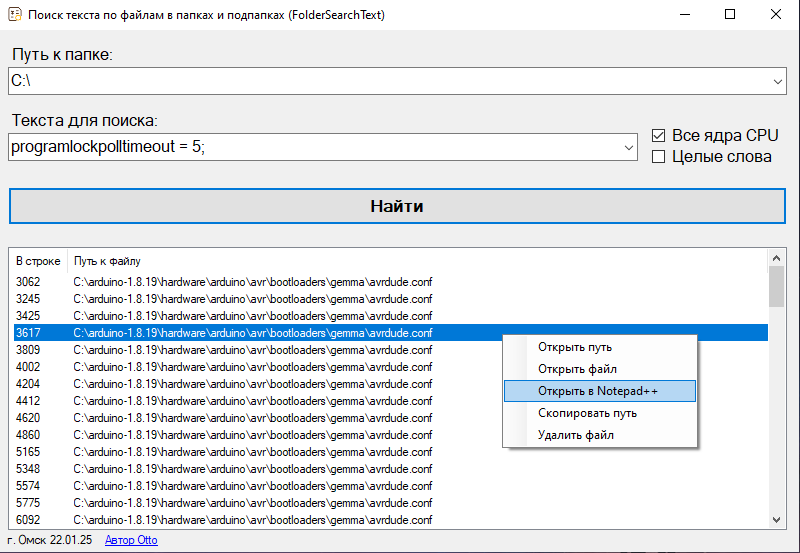 Поиск текста по файлам в папках и подпапках (FolderSearchText)
Путь к папке:
C:\
Текста для поиска:
programlockpolltimeout = 5;
Все ядра CPU
Целые слова
Найти
В строке Путь к файлу
3062 C:\arduino-1.8.19\hardware\arduino\avr\bootloaders\gemma\avrdude.conf
3245 C:\arduino-1.8.19\hardware\arduino\avr\bootloaders\gemma\avrdude.conf
3425 C:\arduino-1.8.19\hardware\arduino\avr\bootloaders\gemma\avrdude.conf
3617 C:\arduino-1.8.19\hardware\arduino\avr\bootloaders\gemma\avrdude.conf
3809 C:\arduino-1.8.19\hardware\arduino\avr\bootloaders\gemma\avrdude.conf
4002 C:\arduino-1.8.19\hardware\arduino\avr\bootloaders\gemma\avrdude.conf
4204 C:\arduino-1.8.19\hardware\arduino\avr\bootloaders\gemma\avrdude.conf
4412 C:\arduino-1.8.19\hardware\arduino\avr\bootloaders\gemma\avrdude.conf
4620 C:\arduino-1.8.19\hardware\arduino\avr\bootloaders\gemma\avrdude.conf
4860 C:\arduino-1.8.19\hardware\arduino\avr\bootloaders\gemma\avrdude.conf
5165 C:\arduino-1.8.19\hardware\arduino\avr\bootloaders\gemma\avrdude.conf
5348 C:\arduino-1.8.19\hardware\arduino\avr\bootloaders\gemma\avrdude.conf
5574 C:\arduino-1.8.19\hardware\arduino\avr\bootloaders\gemma\avrdude.conf
5775 C:\arduino-1.8.19\hardware\arduino\avr\bootloaders\gemma\avrdude.conf
6092 C:\arduino-1.8.19\hardware\arduino\avr\bootloaders\gemma\avrdude.conf
Открыть путь
Открыть файл
Открыть в Notepad++
Скопировать путь
Удалить файл
г. Омск 22.01.25 Автор Otto